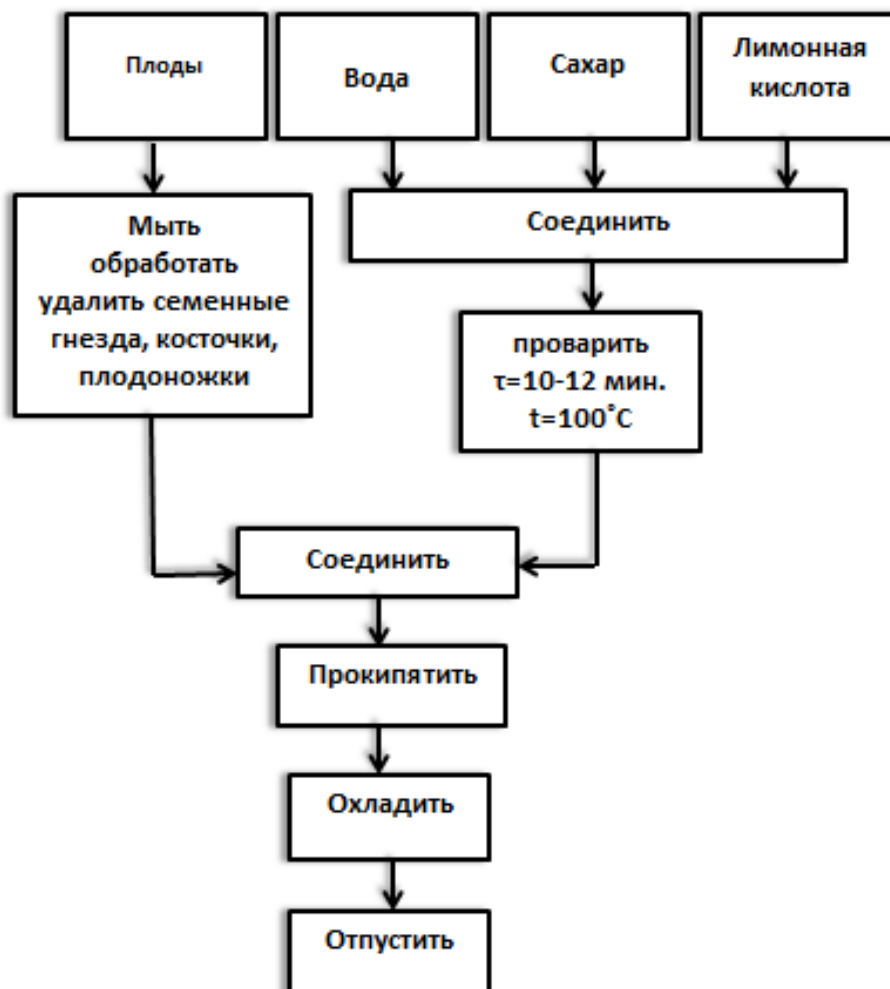 Плоды
Вода
Сахар
Лимонная
кислота
Мыть
обработать
удалить семенные
гнезда, косточки,
плодоножки
Соединить
проварить
τ=10-12 мин.
t=100˚C
Соединить
Прокипятить
Охладить
Отпустить